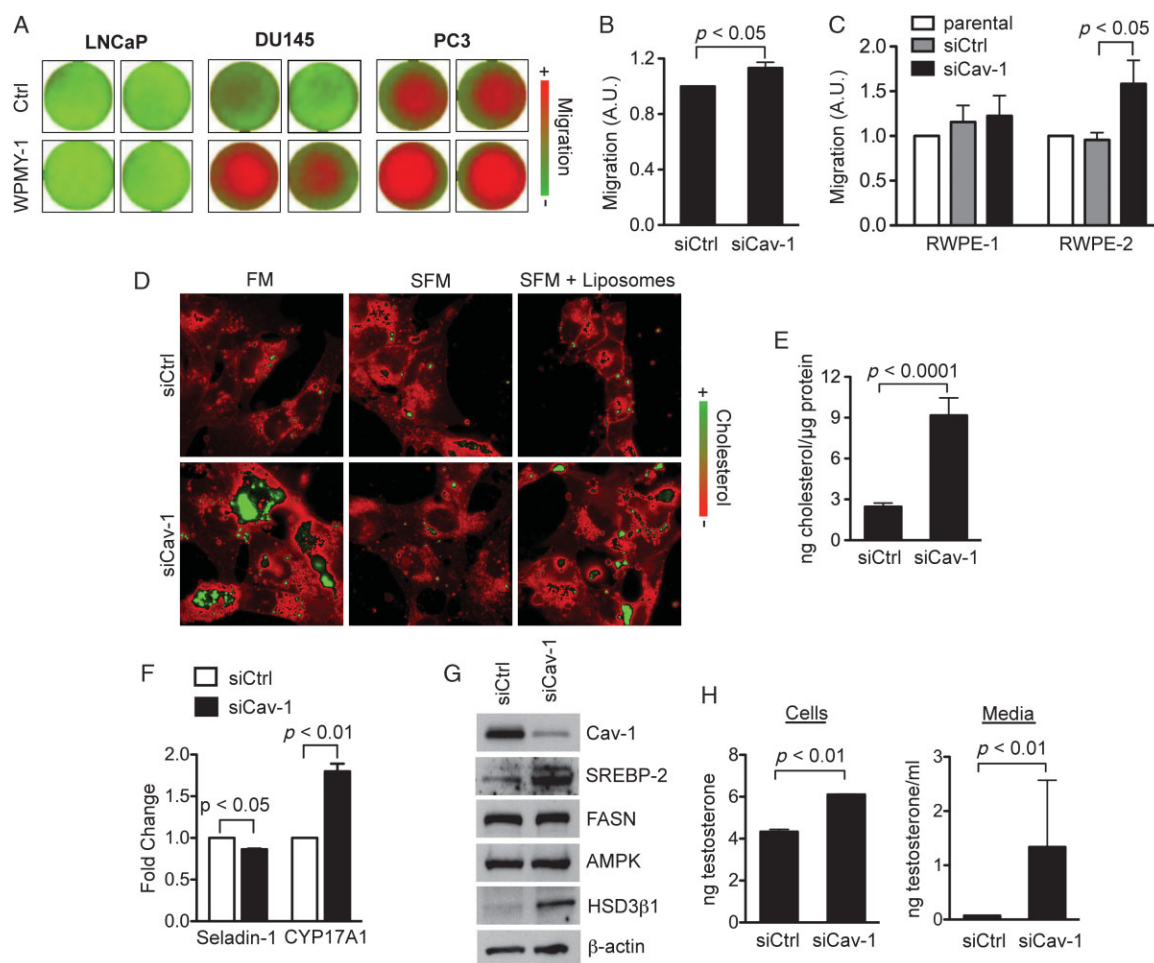 A
LNCaP DU145 PC3
Ctrl
WPMY-1
+
Migration
-
B
Migration (A.U.)
1.6
1.2
0.8
0.4
0.0
p < 0.05
siCtrl siCav-1
C
parental
siCtrl
siCav-1
p < 0.05
Migration (A.U.)
2.0
1.5
1.0
0.5
0.0
RWPE-1 RWPE-2
D
FM SFM SFM + Liposomes
siCtrl
siCav-1
+
Cholesterol
-
E
p < 0.0001
ng cholesterol/μg protein
12
9
6
3
0
siCtrl siCav-1
F
siCtrl
siCav-1
p < 0.01
p < 0.05
Fold Change
2.0
1.5
1.0
0.5
0.0
Seladin-1 CYP17A1
G
siCtrl siCav-1
Cav-1
SREBP-2
FASN
AMPK
HSD3β1
β-actin
H
Cells
p < 0.01
ng testosterone
8
6
4
2
0
siCtrl siCav-1
Media
p < 0.01
ng testosterone/ml
3
2
1
0
siCtrl siCav-1